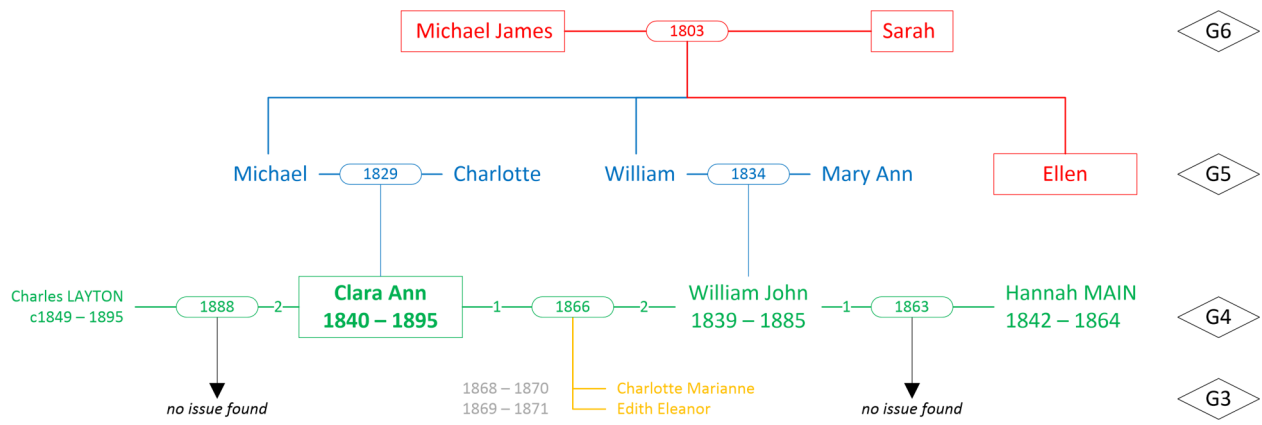 Michael James 1803 Sarah G6
Michael 1829 Charlotte William 1834 Mary Ann Ellen G5
Charles LAYTON
c1849 – 1895
1888 2
Clara Ann
1840 – 1895
1 1866 2
William John
1839 – 1885
1 1863
Hannah MAIN
1842 – 1864
G4
no issue found
1868 – 1870 Charlotte Marianne
1869 – 1871 Edith Eleanor
no issue found
G3